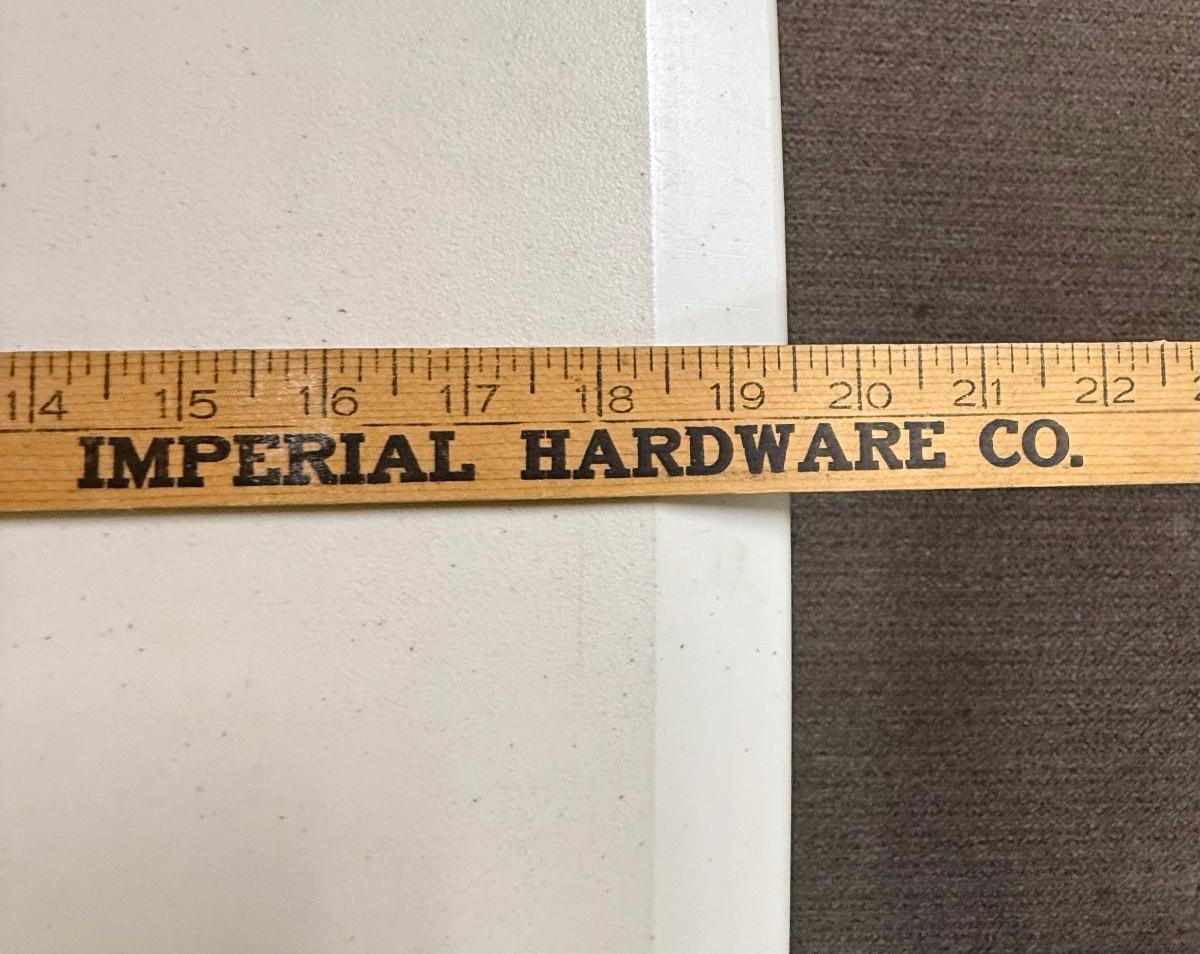 14 15 16 17 18 19 20 21 22
IMPERIAL HARDWARE CO.